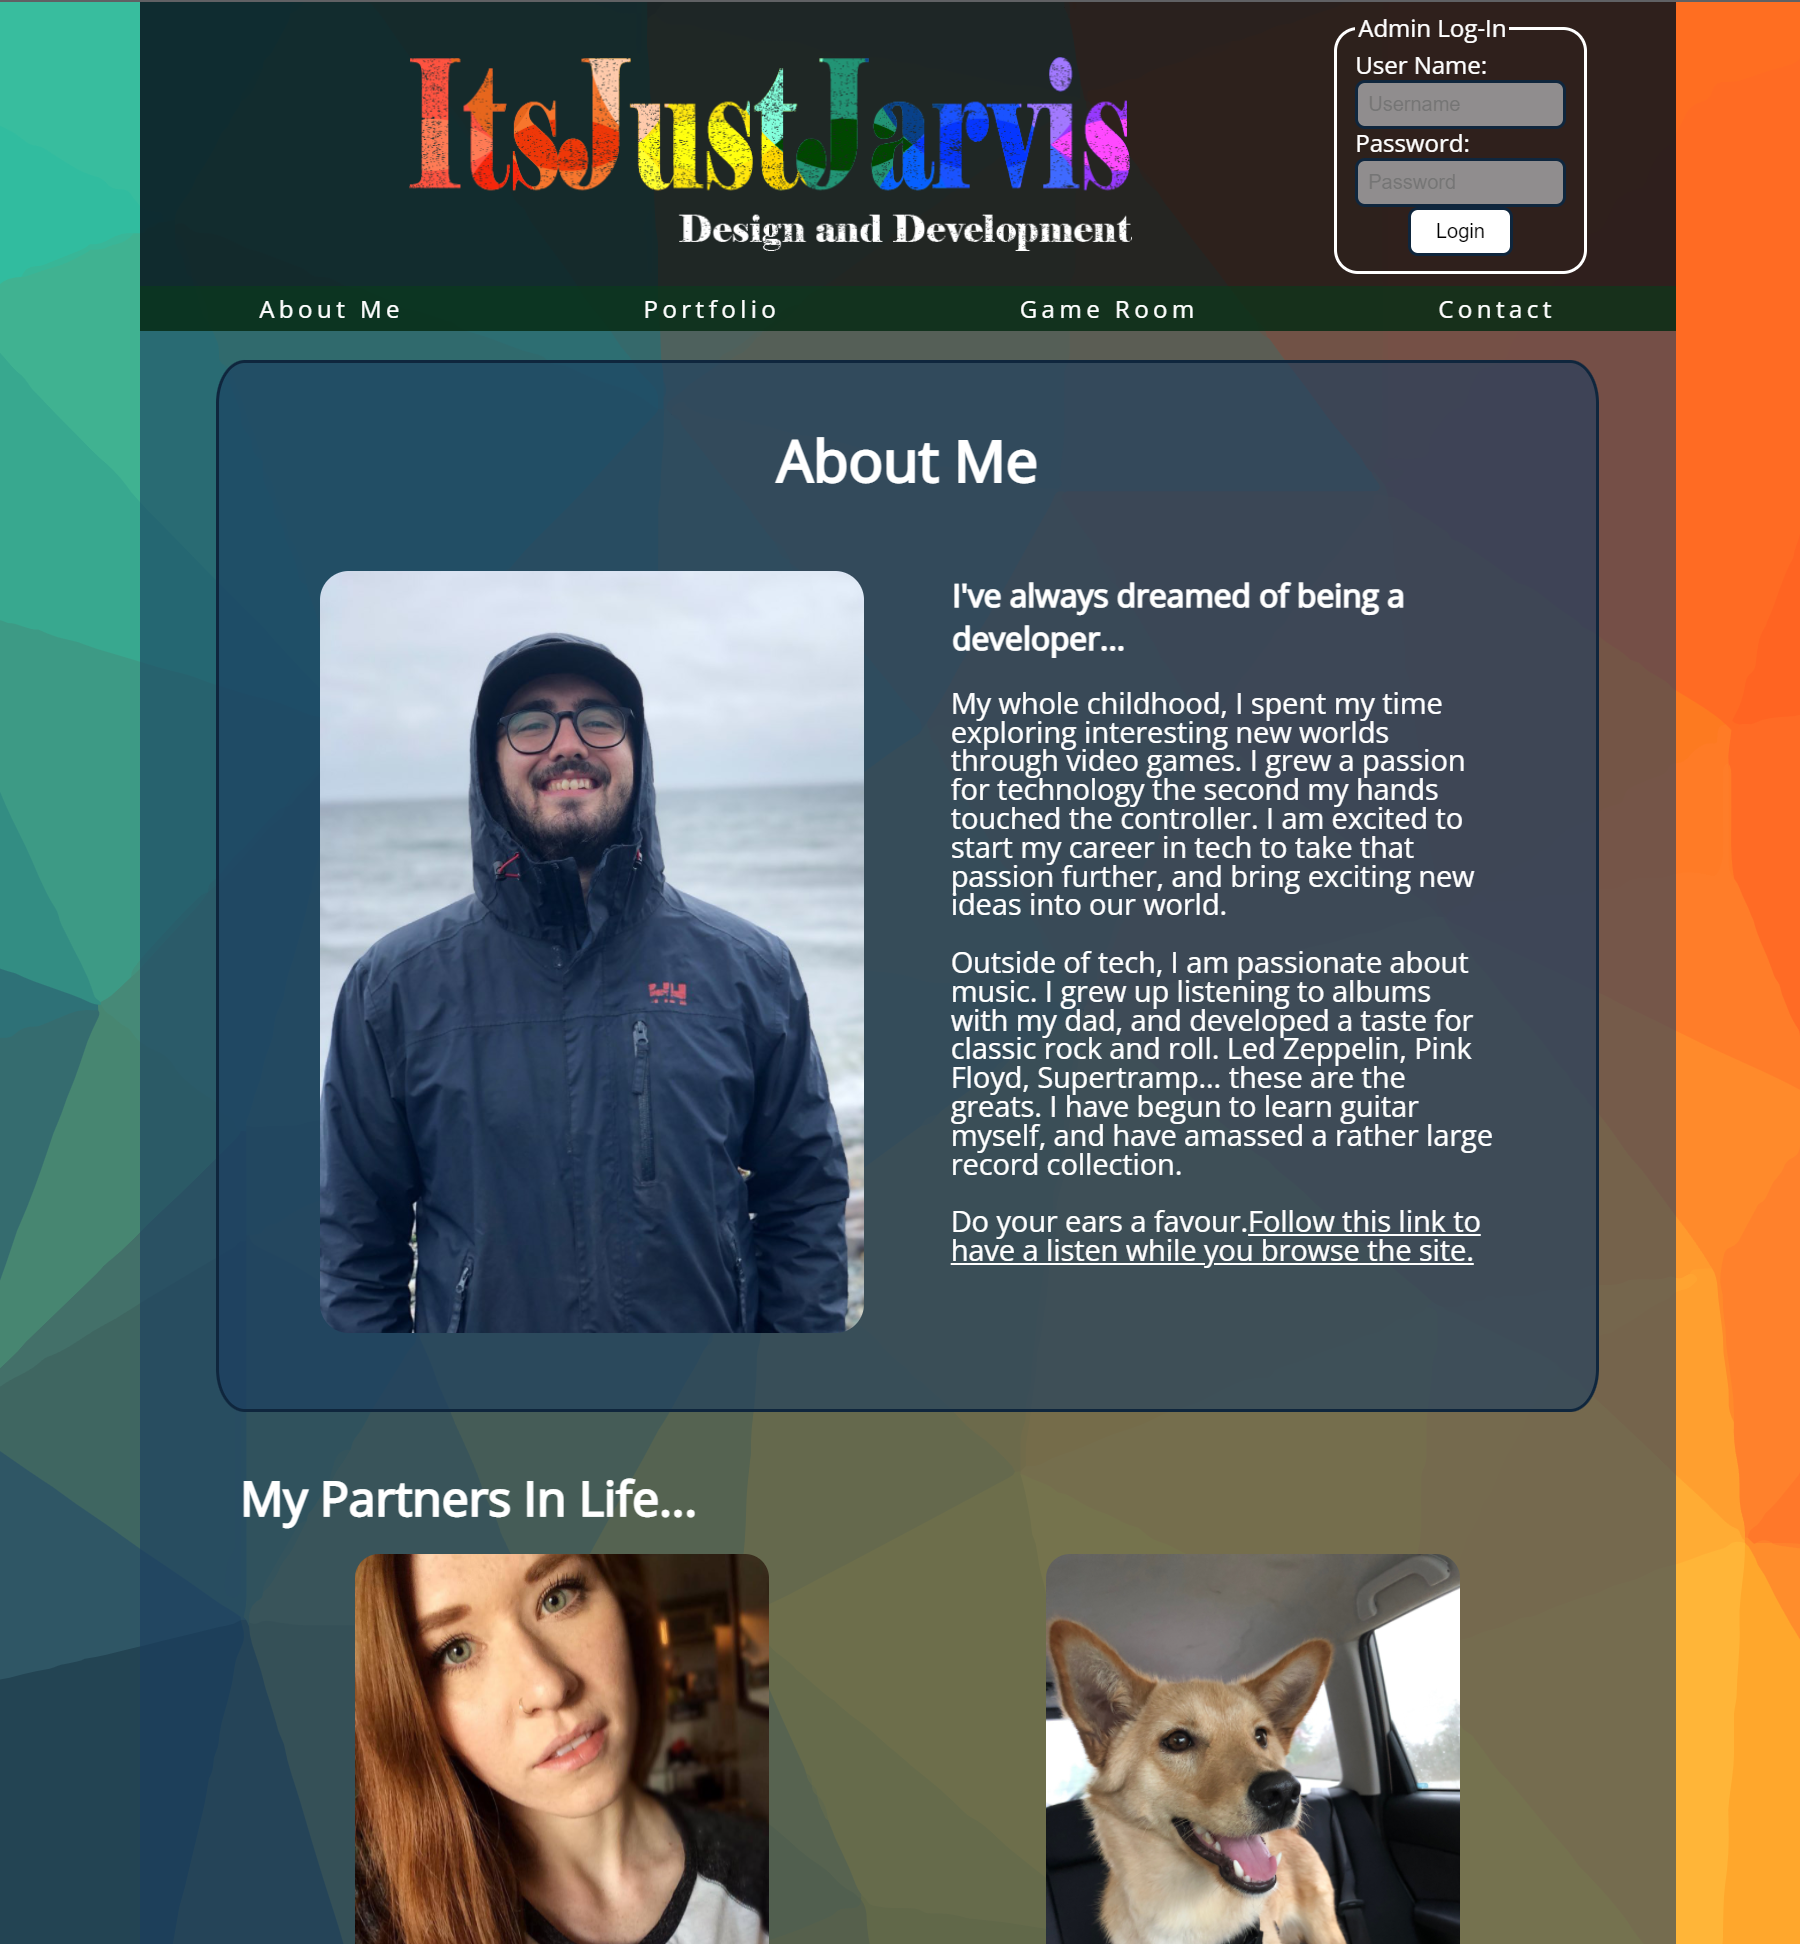 ItsJustJarvis
Design and Development
Admin Log-In
User Name:
Username
Password:
Password
Login
About Me
Portfolio
Game Room
Contact
About Me
I've always dreamed of being a
developer...
My whole childhood, I spent my time
exploring interesting new worlds
through video games. I grew a passion
for technology the second my hands
touched the controller. I am excited to
start my career in tech to take that
passion further, and bring exciting new
ideas into our world.
Outside of tech, I am passionate about
music. I grew up listening to albums
with my dad, and developed a taste for
classic rock and roll. Led Zeppelin, Pink
Floyd, Supertramp... these are the
greats. I have begun to learn guitar
myself, and have amassed a rather large
record collection.
Do your ears a favour.Follow this link to
have a listen while you browse the site.
My Partners In Life...